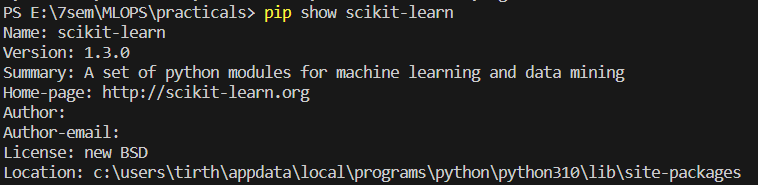 PS E:\7sem\MLOPS\practicals> pip show scikit-learn
Name: scikit-learn
Version: 1.3.0
Summary: A set of python modules for machine learning and data mining
Home-page: http://scikit-learn.org
Author:
Author-email:
License: new BSD
Location: c:\users\tirth\appdata\local\programs\python\python310\lib\site-packages